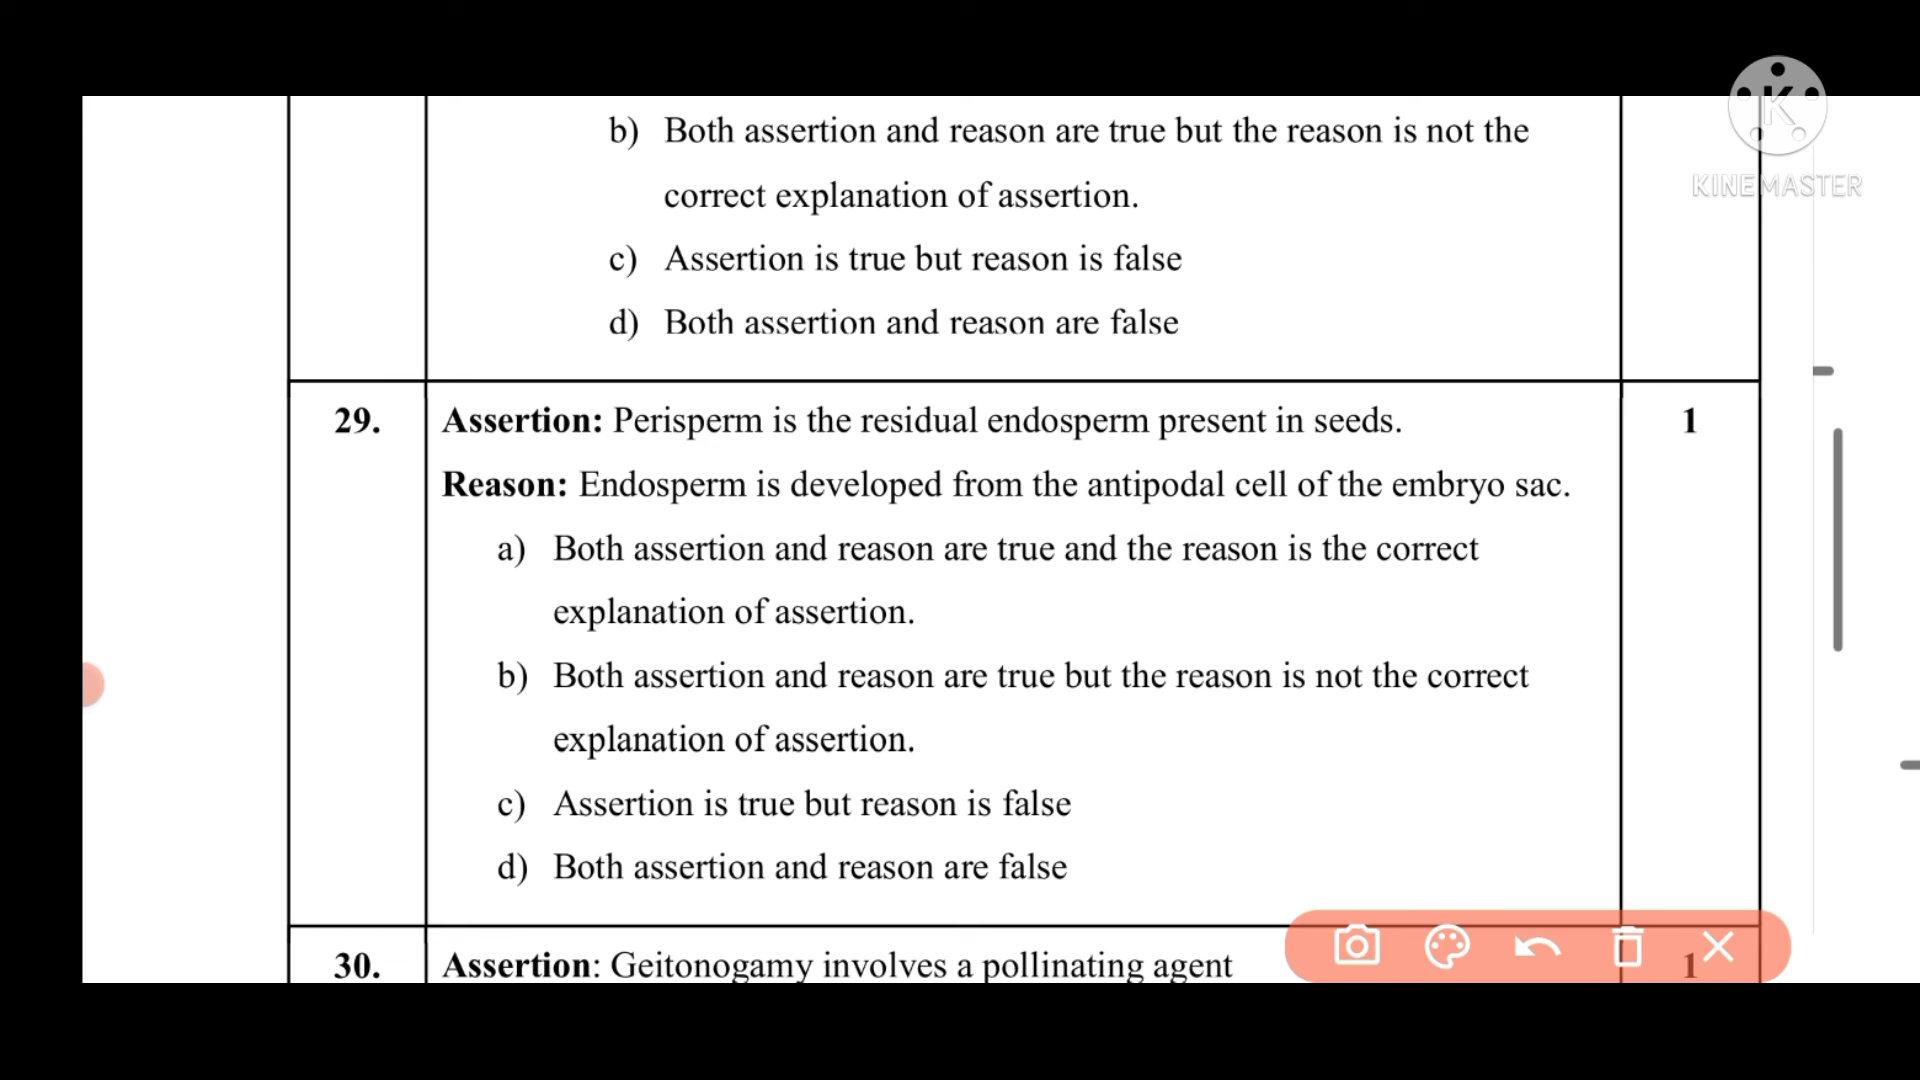 b) Both assertion and reason are true but the reason is not the
correct explanation of assertion.
c) Assertion is true but reason is false
d) Both assertion and reason are false
K
KINEMASTER
29. Assertion: Perisperm is the residual endosperm present in seeds. 1
Reason: Endosperm is developed from the antipodal cell of the embryo sac.
a) Both assertion and reason are true and the reason is the correct
explanation of assertion.
b) Both assertion and reason are true but the reason is not the correct
explanation of assertion.
c) Assertion is true but reason is false
d) Both assertion and reason are false
30. Assertion: Geitonogamy involves a pollinating agent 1